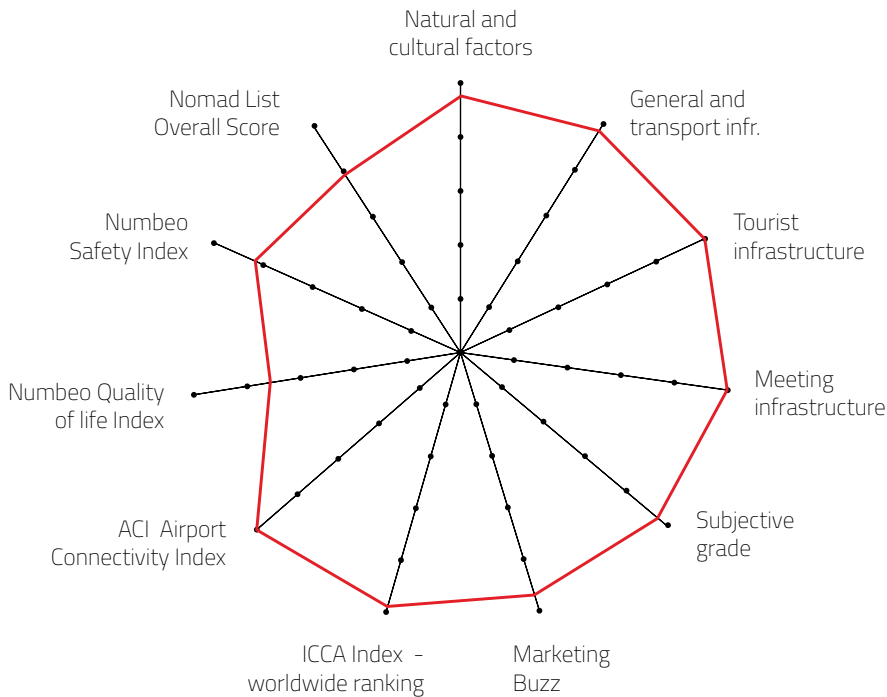 Natural and
cultural factors
General and
transport infr.
Tourist
infrastructure
Meeting
infrastructure
Subjective
grade
Marketing
Buzz
ICCA Index -
worldwide ranking
ACI Airport
Connectivity Index
Numbeo Quality
of life Index
Numbeo
Safety Index
Nomad List
Overall Score